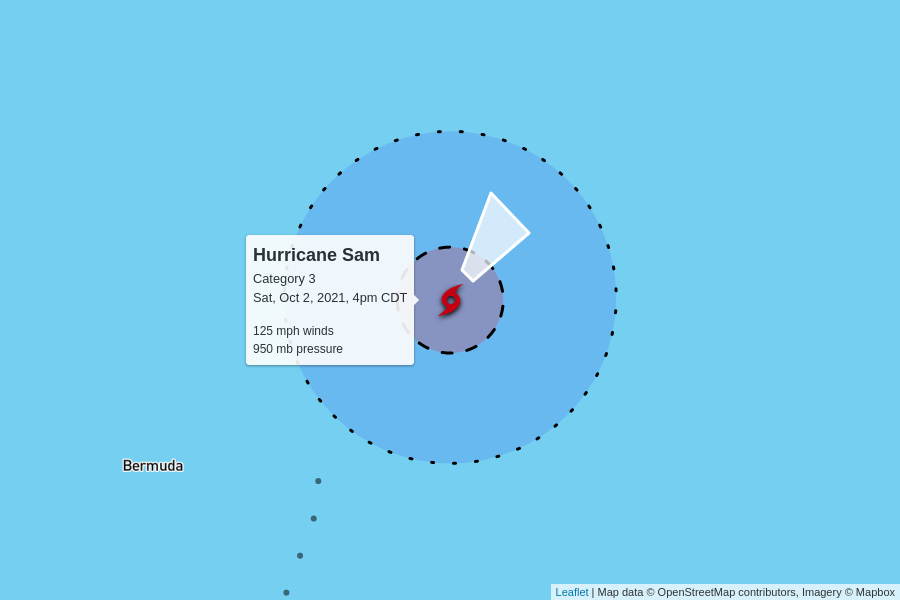 Hurricane Sam
Category 3
Sat, Oct 2, 2021, 4pm CDT
125 mph winds
950 mb pressure
Bermuda
Leaflet | Map data © OpenStreetMap contributors, Imagery © Mapbox